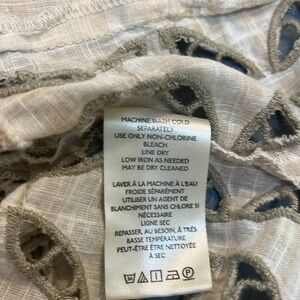 MACHINE WASH COLD
SEPARATELY
USE ONLY NON-CHLORINE
BLEACH
LINE DRY
LOW IRON AS NEEDED
MAY BE DRY CLEANED
LAVER À LA MACHINE À L'EAU
FROIDE SÉPARÉMENT
UTILISER UN AGENT DE
BLANCHIMENT SANS CHLORE SI
NÉCESSAIRE
LIGNE SEC
REPASSER, AU BESOIN, À TRÈS
BASSE TEMPÉRATURE
PEUT-ÊTRE ÊTRE NETTOYÉE
À SEC